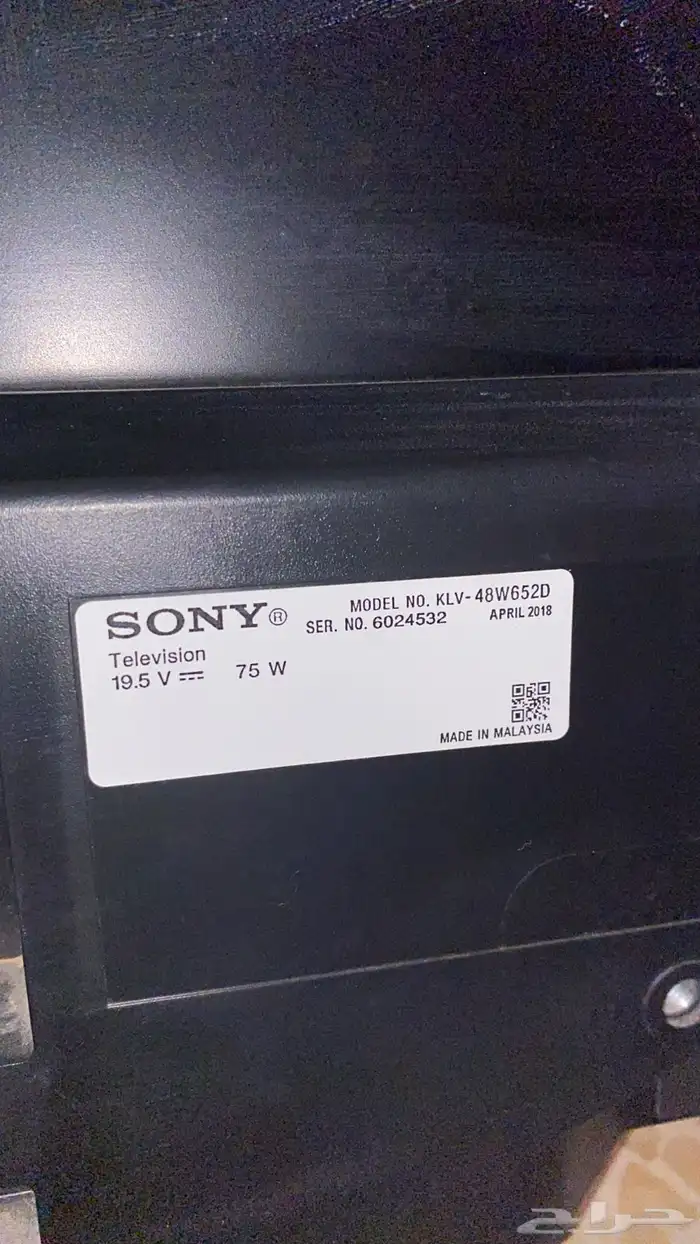 SONY®
MODEL NO. KLV-48W652D
SER. NO. 6024532
APRIL 2018
Television
19.5 V ⎓ 75 W
MADE IN MALAYSIA
حراج